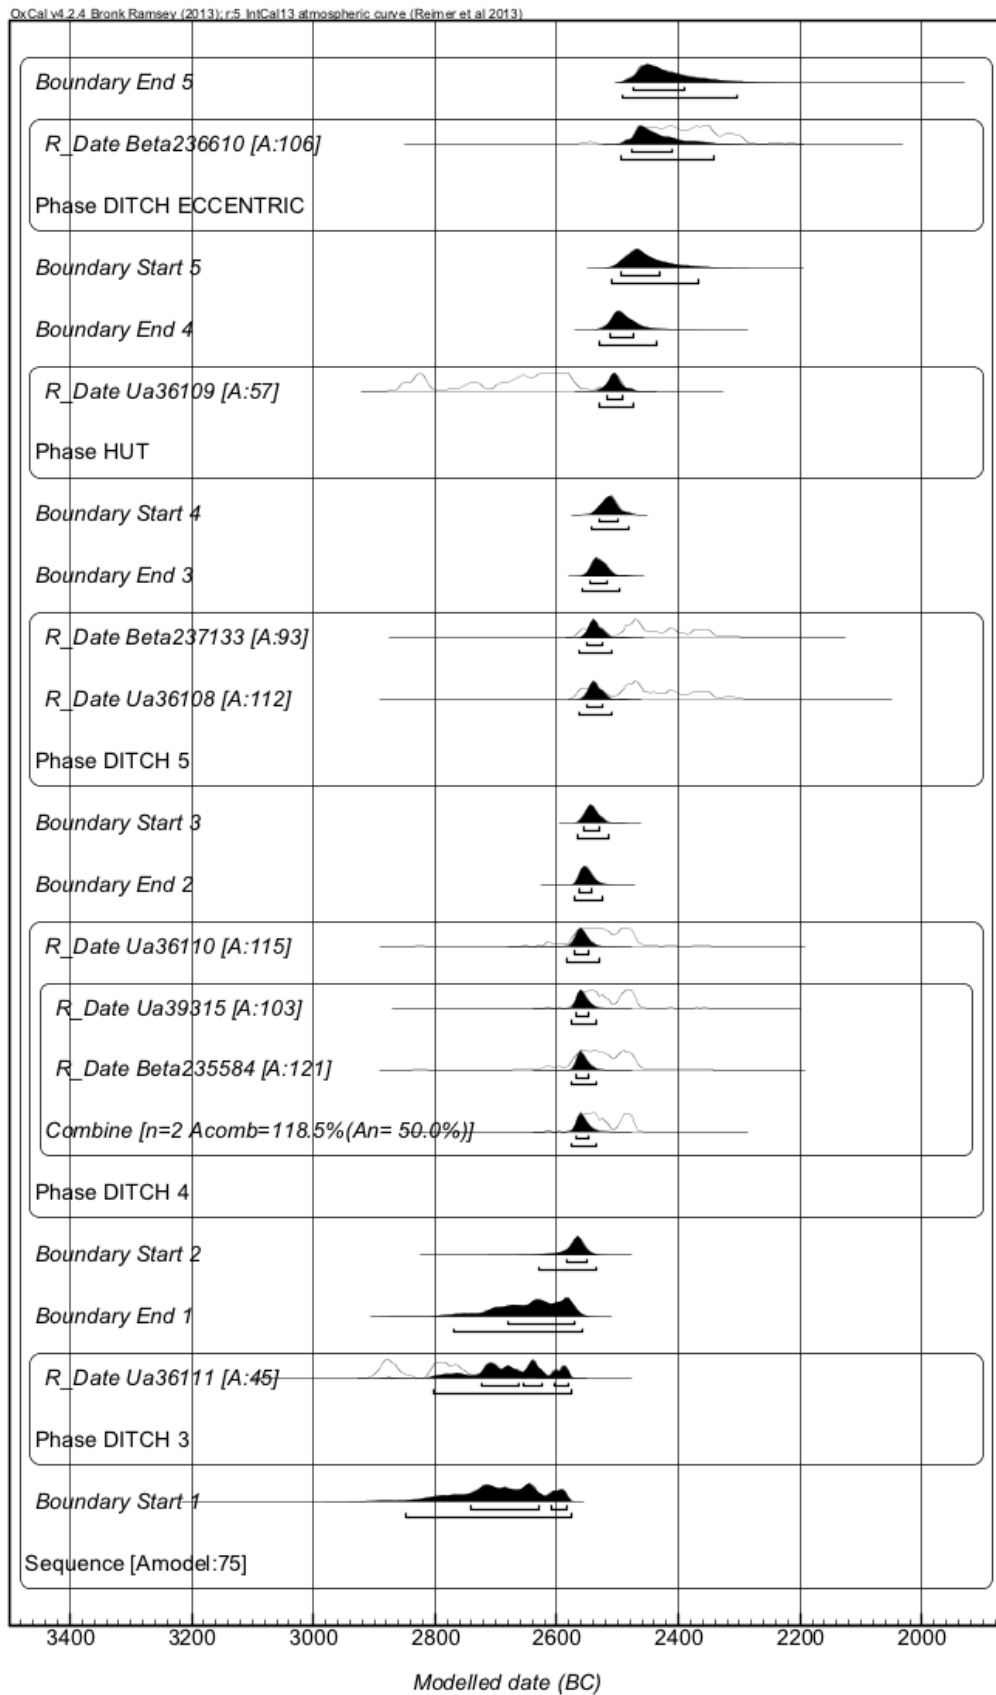 OxCal v4.2.4 Bronk Ramsey (2013); r:5 IntCal13 atmospheric curve (Reimer et al 2013)
Boundary End 5
R_Date Beta236610 [A:106]
Phase DITCH ECCENTRIC
Boundary Start 5
Boundary End 4
R_Date Ua36109 [A:57]
Phase HUT
Boundary Start 4
Boundary End 3
R_Date Beta237133 [A:93]
R_Date Ua36108 [A:112]
Phase DITCH 5
Boundary Start 3
Boundary End 2
R_Date Ua36110 [A:115]
R_Date Ua39315 [A:103]
R_Date Beta235584 [A:121]
Combine [n=2 Acomb=118.5%(An= 50.0%)]
Phase DITCH 4
Boundary Start 2
Boundary End 1
R_Date Ua36111 [A:45]
Phase DITCH 3
Boundary Start 1
Sequence [Amodel:75]
3400 3200 3000 2800 2600 2400 2200 2000
Modelled date (BC)